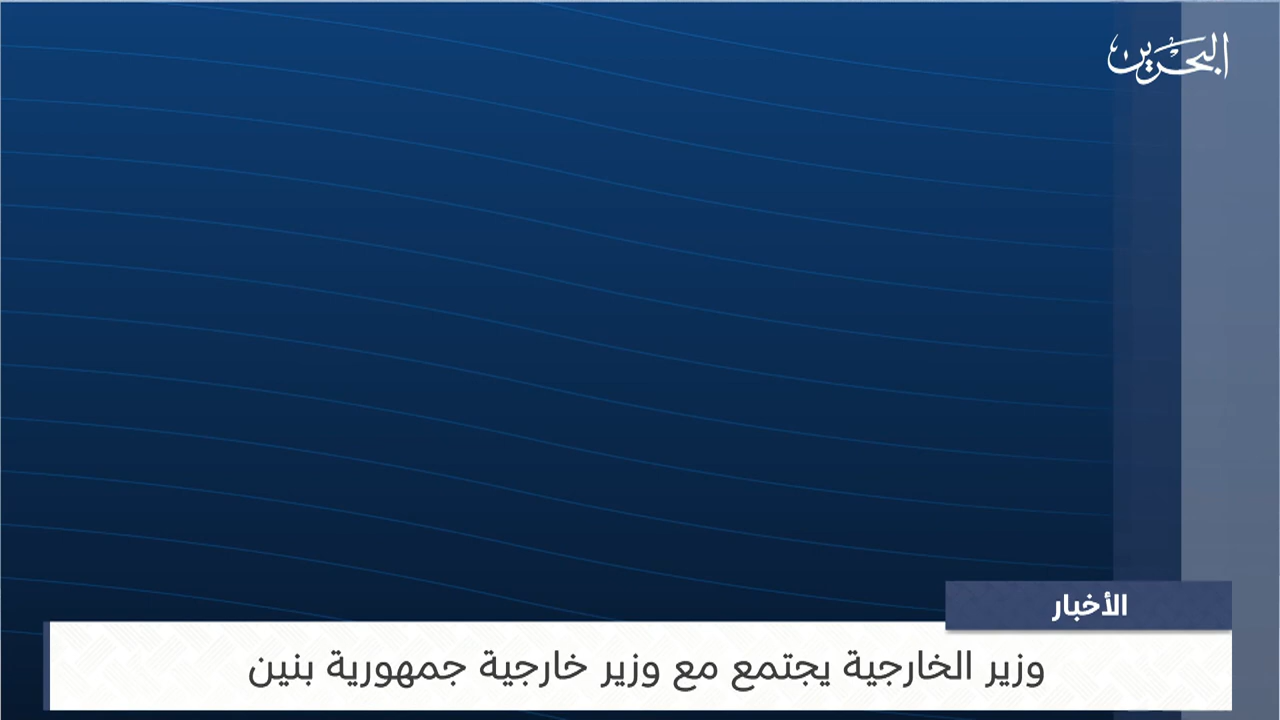 البحرين
الأخبار
وزير الخارجية يجتمع مع وزير خارجية جمهورية بنين